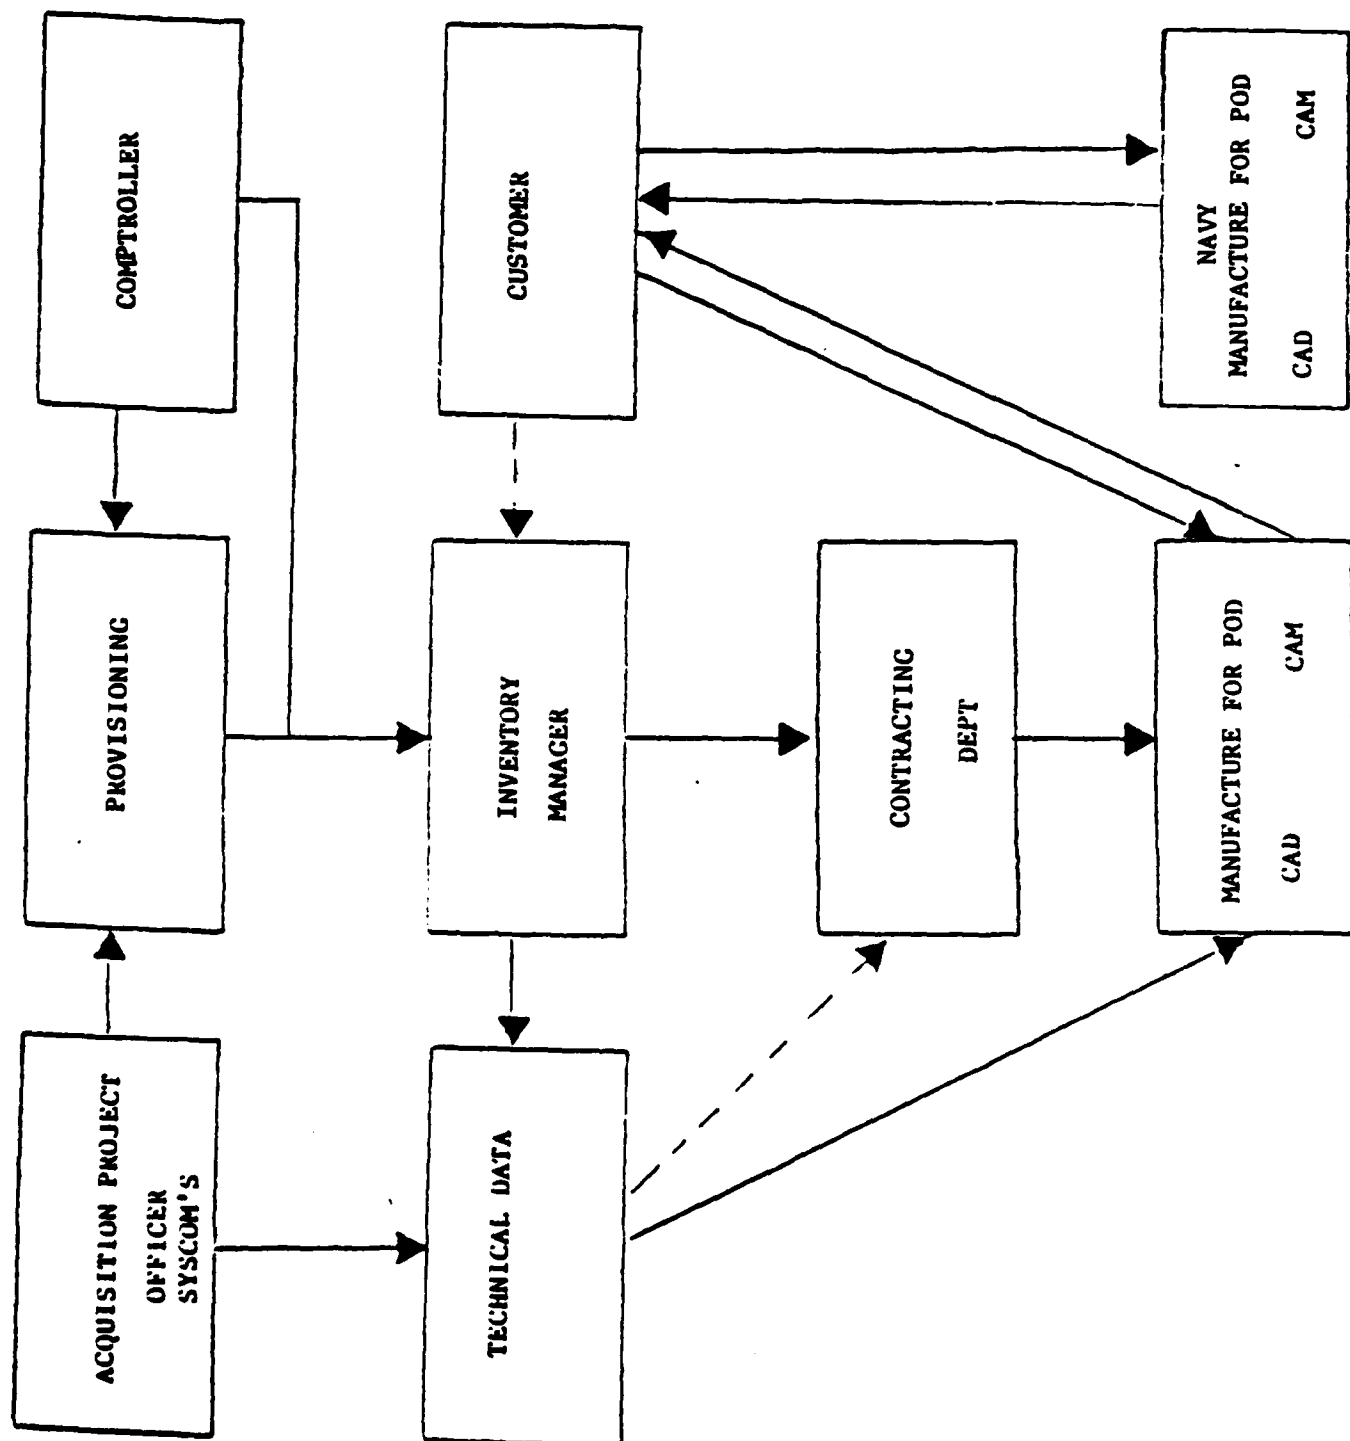 ACQUISITION PROJECT
OFFICER
SYSCOM'S
PROVISIONING
COMPTROLLER
TECHNICAL DATA
INVENTORY
MANAGER
CUSTOMER
CONTRACTING
DEPT
MANUFACTURE FOR POD
CAD CAM
NAVY
MANUFACTURE FOR POD
CAD CAM